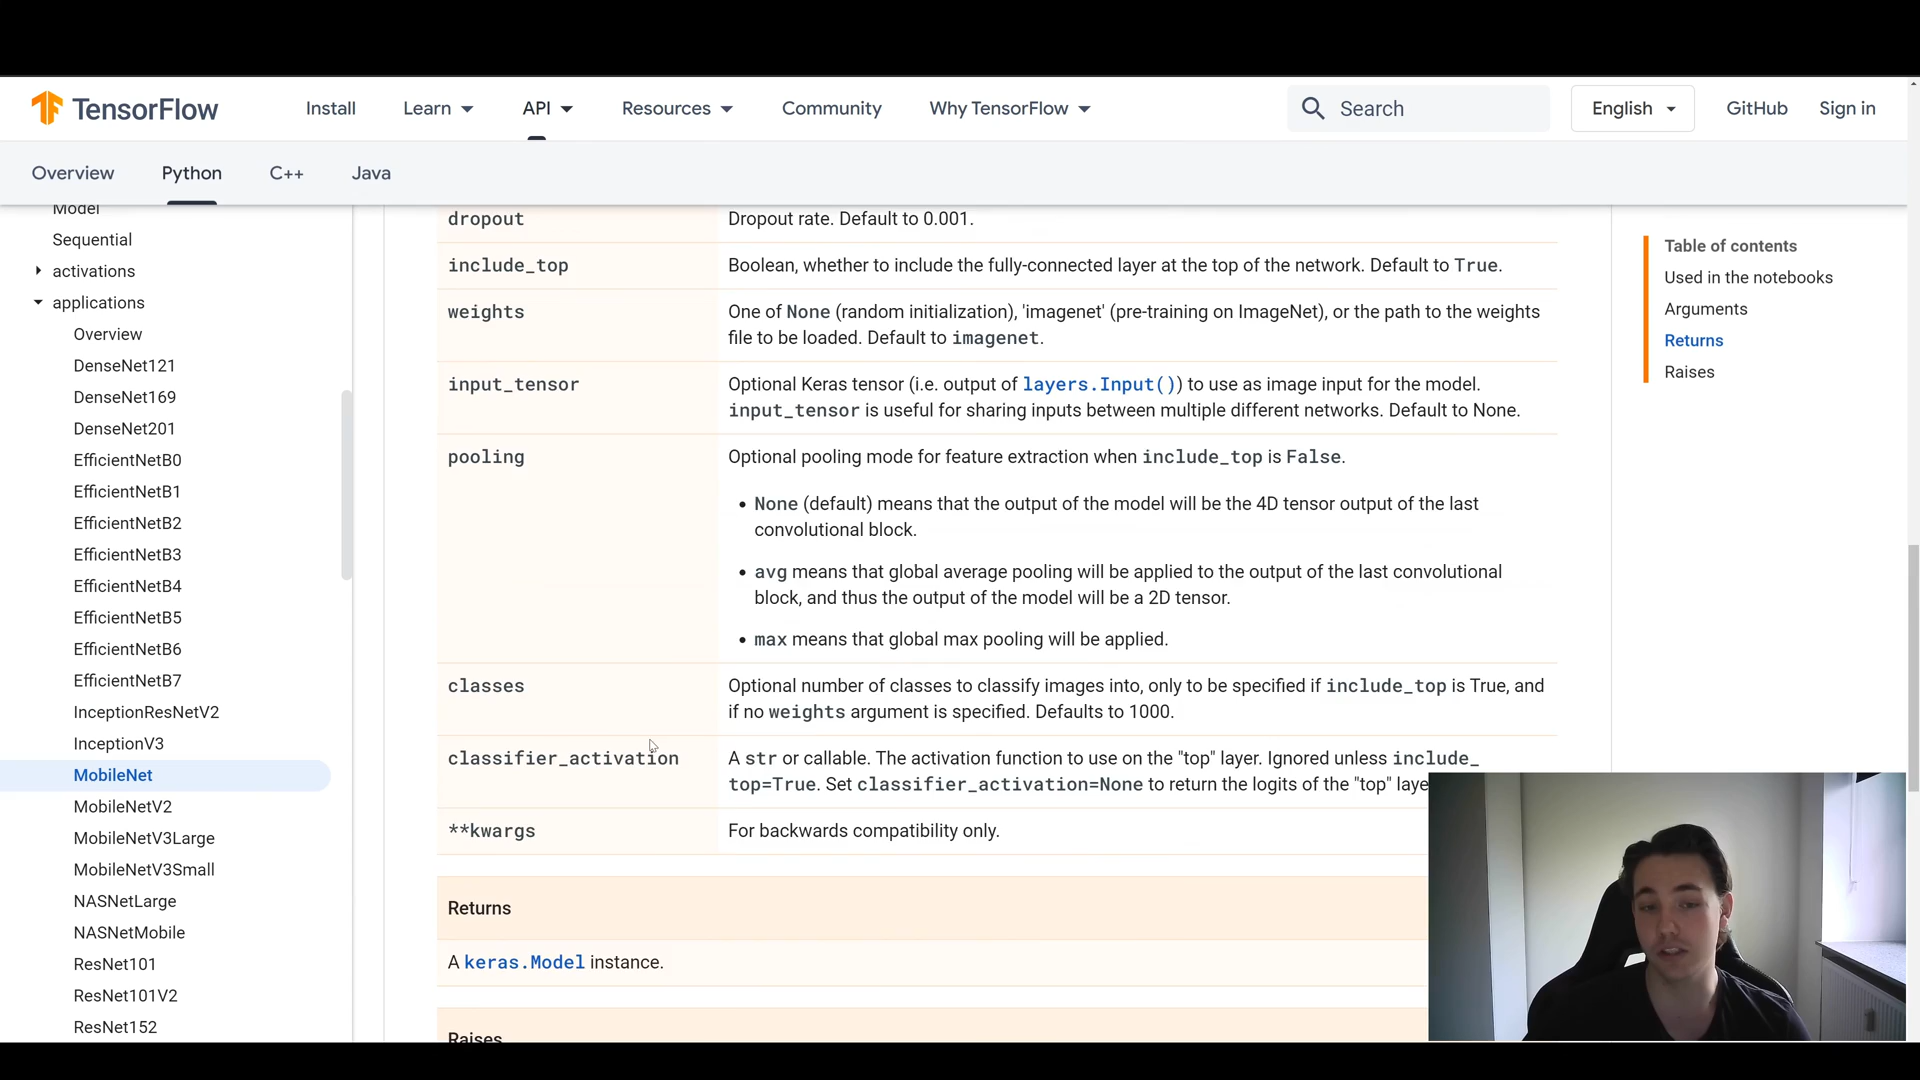 TensorFlow
Install
Learn
API
Resources
Community
Why TensorFlow
Search
English
GitHub
Sign in
Overview
Python
C++
Java
Model
Sequential
activations
applications
Overview
DenseNet121
DenseNet169
DenseNet201
EfficientNetB0
EfficientNetB1
EfficientNetB2
EfficientNetB3
EfficientNetB4
EfficientNetB5
EfficientNetB6
EfficientNetB7
InceptionResNetV2
InceptionV3
MobileNet
MobileNetV2
MobileNetV3Large
MobileNetV3Small
NASNetLarge
NASNetMobile
ResNet101
ResNet101V2
ResNet152
dropout
Dropout rate. Default to 0.001.
include_top
Boolean, whether to include the fully-connected layer at the top of the network. Default to True.
weights
One of None (random initialization), 'imagenet' (pre-training on ImageNet), or the path to the weights
file to be loaded. Default to imagenet.
input_tensor
Optional Keras tensor (i.e. output of layers.Input()) to use as image input for the model.
input_tensor is useful for sharing inputs between multiple different networks. Default to None.
pooling
Optional pooling mode for feature extraction when include_top is False.
• None (default) means that the output of the model will be the 4D tensor output of the last
convolutional block.
• avg means that global average pooling will be applied to the output of the last convolutional
block, and thus the output of the model will be a 2D tensor.
• max means that global max pooling will be applied.
classes
Optional number of classes to classify images into, only to be specified if include_top is True, and
if no weights argument is specified. Defaults to 1000.
classifier_activation
A str or callable. The activation function to use on the "top" layer. Ignored unless include_
top=True. Set classifier_activation=None to return the logits of the "top" laye
**kwargs
For backwards compatibility only.
Returns
A keras.Model instance.
Raises
Table of contents
Used in the notebooks
Arguments
Returns
Raises